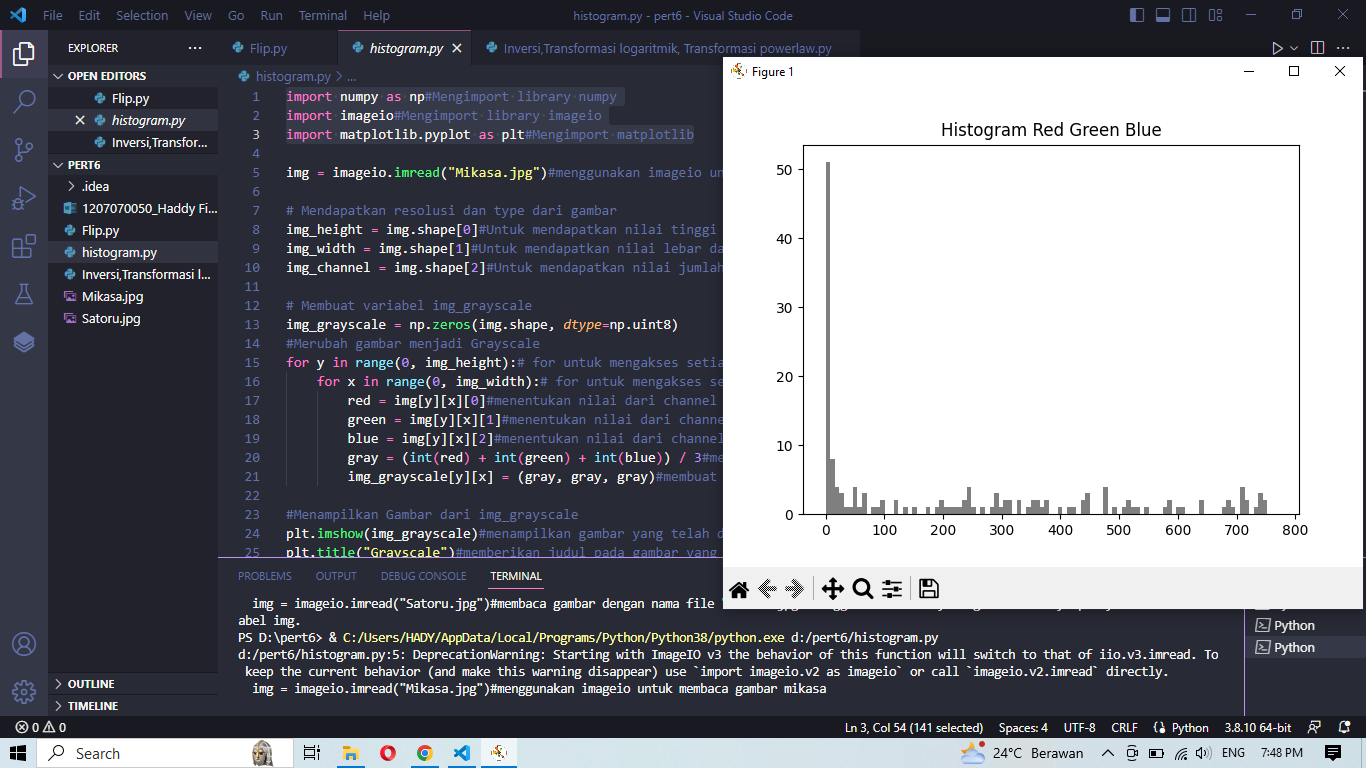 File Edit Selection View Go Run Terminal Help
histogram.py - pert6 - Visual Studio Code
EXPLORER
OPEN EDITORS
Flip.py
histogram.py
Inversi,Transfor...
PERT6
.idea
1207070050_Haddy Fi...
Flip.py
histogram.py
Inversi,Transformasi l...
Mikasa.jpg
Satoru.jpg
OUTLINE
TIMELINE
Flip.py histogram.py Inversi,Transformasi logaritmik, Transformasi powerlaw.py
histogram.py > ...
1 import numpy as np#Mengimport library numpy
2 import imageio#Mengimport library imageio
3 import matplotlib.pyplot as plt#Mengimport matplotlib
4
5 img = imageio.imread("Mikasa.jpg")#menggunakan imageio un
6
7 # Mendapatkan resolusi dan type dari gambar
8 img_height = img.shape[0]#Untuk mendapatkan nilai tinggi
9 img_width = img.shape[1]#Untuk mendapatkan nilai lebar da
10 img_channel = img.shape[2]#Untuk mendapatkan nilai jumlah
11
12 # Membuat variabel img_grayscale
13 img_grayscale = np.zeros(img.shape, dtype=np.uint8)
14 #Merubah gambar menjadi Grayscale
15 for y in range(0, img_height):# for untuk mengakses setia
16 for x in range(0, img_width):# for untuk mengakses se
17 red = img[y][x][0]#menentukan nilai dari channel
18 green = img[y][x][1]#menentukan nilai dari channe
19 blue = img[y][x][2]#menentukan nilai dari channel
20 gray = (int(red) + int(green) + int(blue)) / 3#me
21 img_grayscale[y][x] = (gray, gray, gray)#membuat
22
23 #Menampilkan Gambar dari img_grayscale
24 plt.imshow(img_grayscale)#menampilkan gambar yang telah d
25 plt.title("Grayscale")#memberikan judul pada gambar yang
Figure 1
Histogram Red Green Blue
50
40
30
20
10
0
0 100 200 300 400 500 600 700 800
PROBLEMS OUTPUT DEBUG CONSOLE TERMINAL
img = imageio.imread("Satoru.jpg")#membaca gambar dengan nama file
abel img.
PS D:\pert6> & C:/Users/HADY/AppData/Local/Programs/Python/Python38/python.exe d:/pert6/histogram.py
d:/pert6/histogram.py:5: DeprecationWarning: Starting with ImageIO v3 the behavior of this function will switch to that of iio.v3.imread. To
keep the current behavior (and make this warning disappear) use `import imageio.v2 as imageio` or call `imageio.v2.imread` directly.
img = imageio.imread("Mikasa.jpg")#menggunakan imageio untuk membaca gambar mikasa
Python
Python
0 0 Ln 3, Col 54 (141 selected) Spaces: 4 UTF-8 CRLF Python 3.8.10 64-bit
Search 24°C Berawan ENG 7:48 PM